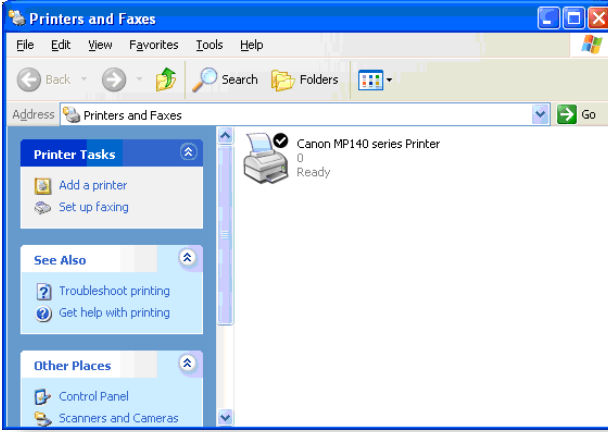 Printers and Faxes
File Edit View Favorites Tools Help
Back Search Folders
Address Printers and Faxes Go
Printer Tasks
Add a printer
Set up faxing
See Also
Troubleshoot printing
Get help with printing
Other Places
Control Panel
Scanners and Cameras
Canon MP140 series Printer
0
Ready